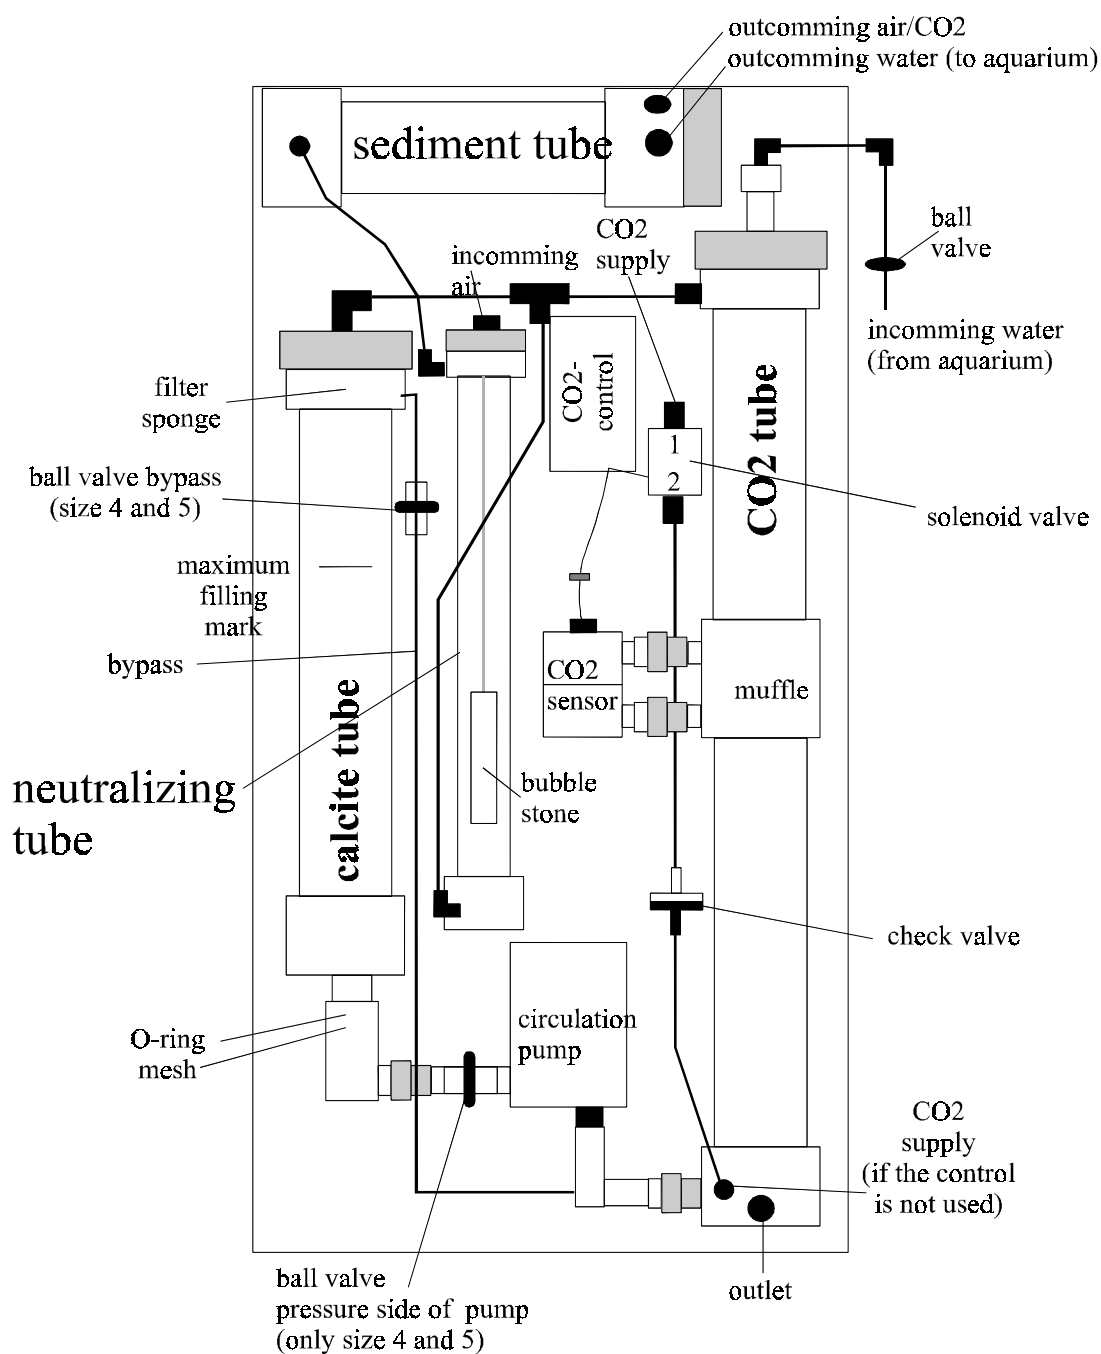 outcomming air/CO2
outcomming water (to aquarium)
sediment tube
CO2
supply
ball
valve
incomming
air
incomming water
(from aquarium)
filter
sponge
CO2-
control
CO2 tube
1
2
ball valve bypass
(size 4 and 5)
solenoid valve
maximum
filling
mark
bypass
CO2
sensor
muffle
calcite tube
neutralizing
tube
bubble
stone
check valve
circulation
pump
O-ring
mesh
CO2
supply
(if the control
is not used)
ball valve
pressure side of pump
(only size 4 and 5)
outlet